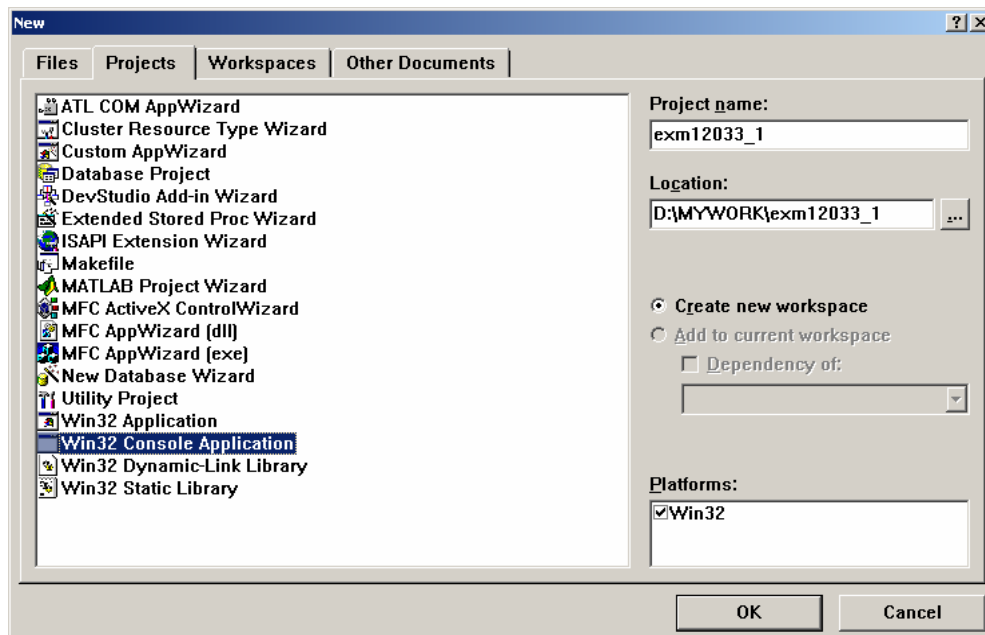 New
Files Projects Workspaces Other Documents
ATL COM AppWizard
Cluster Resource Type Wizard
Custom AppWizard
Database Project
DevStudio Add-in Wizard
Extended Stored Proc Wizard
ISAPI Extension Wizard
Makefile
MATLAB Project Wizard
MFC ActiveX ControlWizard
MFC AppWizard (dll)
MFC AppWizard (exe)
New Database Wizard
Utility Project
Win32 Application
Win32 Console Application
Win32 Dynamic-Link Library
Win32 Static Library
Project name:
exm12033_1
Location:
D:\MYWORK\exm12033_1
...
Create new workspace
Add to current workspace
Dependency of:
Platforms:
Win32
OK Cancel